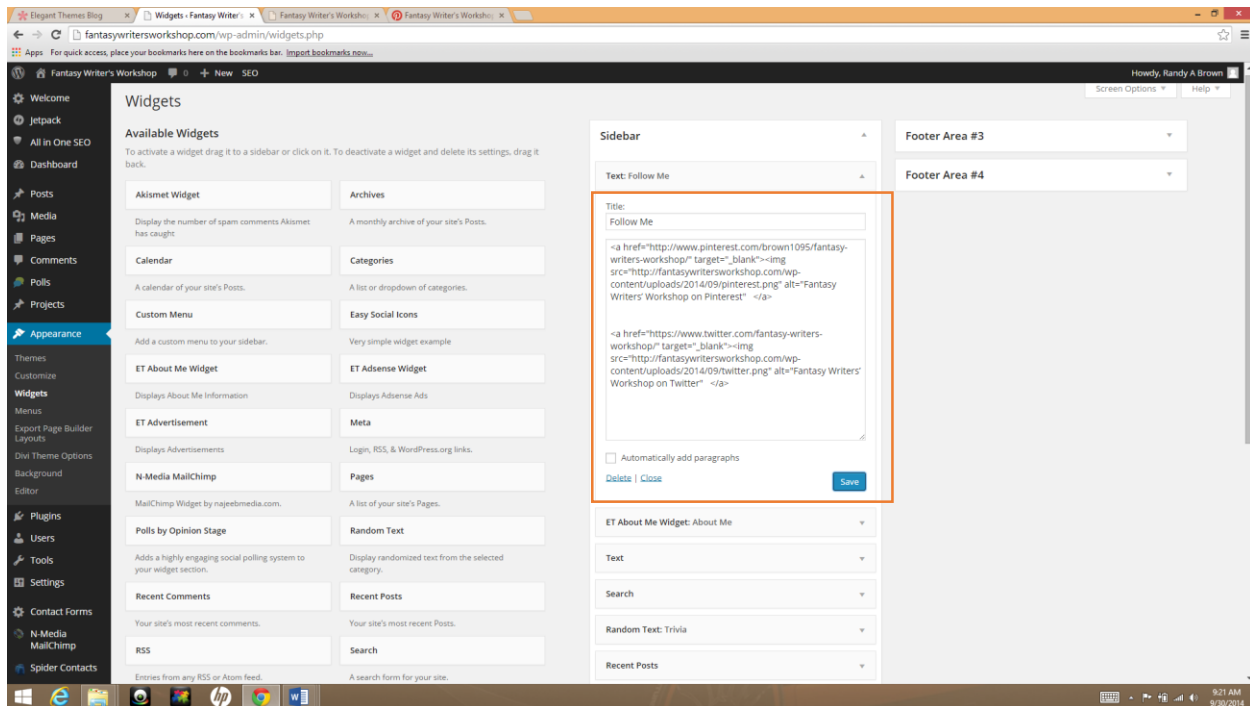 Elegant Themes Blog
Widgets ‹ Fantasy Writer's
Fantasy Writer's Workshop
Fantasy Writer's Workshop
fantasywritersworkshop.com/wp-admin/widgets.php
Apps For quick access, place your bookmarks here on the bookmarks bar. Import bookmarks now...
Fantasy Writer's Workshop 0 + New SEO
Howdy, Randy A Brown
Screen Options ▼ Help ▼
Welcome
Jetpack
All in One SEO
Dashboard
Posts
Media
Pages
Comments
Polls
Projects
Appearance
Themes
Customize
Widgets
Menus
Export Page Builder
Layouts
Divi Theme Options
Background
Editor
Plugins
Users
Tools
Settings
Contact Forms
N-Media
MailChimp
Spider Contacts
Widgets
Available Widgets
To activate a widget drag it to a sidebar or click on it. To deactivate a widget and delete its settings, drag it
back.
Akismet Widget
Display the number of spam comments Akismet
has caught
Archives
A monthly archive of your site's Posts.
Calendar
A calendar of your site's Posts.
Categories
A list or dropdown of categories.
Custom Menu
Add a custom menu to your sidebar.
Easy Social Icons
Very simple widget example
ET About Me Widget
Displays About Me Information
ET Adsense Widget
Displays Adsense Ads
ET Advertisement
Displays Advertisements
Meta
Login, RSS, & WordPress.org links.
N-Media MailChimp
MailChimp Widget by najeebmedia.com.
Pages
A list of your site's Pages.
Polls by Opinion Stage
Adds a highly engaging social polling system to
your widget section.
Random Text
Display randomized text from the selected
category.
Recent Comments
Your site's most recent comments.
Recent Posts
Your site's most recent Posts.
RSS
Entries from any RSS or Atom feed.
Search
A search form for your site.
Sidebar
Text: Follow Me
Title:
Follow Me
<a href="http://www.pinterest.com/brown1095/fantasy-
writers-workshop/" target="_blank"><img
src="http://fantasywritersworkshop.com/wp-
content/uploads/2014/09/pinterest.png" alt="Fantasy
Writers' Workshop on Pinterest" </a>
<a href="https://www.twitter.com/fantasy-writers-
workshop/" target="_blank"><img
src="http://fantasywritersworkshop.com/wp-
content/uploads/2014/09/twitter.png" alt="Fantasy Writers'
Workshop on Twitter" </a>
Automatically add paragraphs
Delete | Close
Save
ET About Me Widget: About Me
Text
Search
Random Text: Trivia
Recent Posts
Footer Area #3
Footer Area #4
9:21 AM
9/30/2014